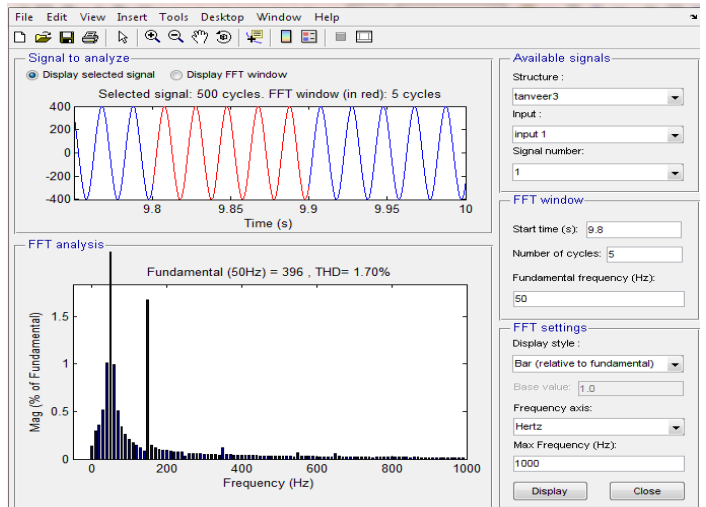 File Edit View Insert Tools Desktop Window Help
Signal to analyze
Display selected signal Display FFT window
Selected signal: 500 cycles. FFT window (in red): 5 cycles
400
200
0
-200
-400
9.8 9.85 9.9 9.95 10
Time (s)
FFT analysis
Fundamental (50Hz) = 396 , THD= 1.70%
Mag (% of Fundamental)
1.5
1
0.5
0
0 200 400 600 800 1000
Frequency (Hz)
Available signals
Structure :
tanveer3
Input :
input 1
Signal number:
1
FFT window
Start time (s): 9.8
Number of cycles: 5
Fundamental frequency (Hz):
50
FFT settings
Display style :
Bar (relative to fundamental)
Base value: 1.0
Frequency axis:
Hertz
Max Frequency (Hz):
1000
Display Close